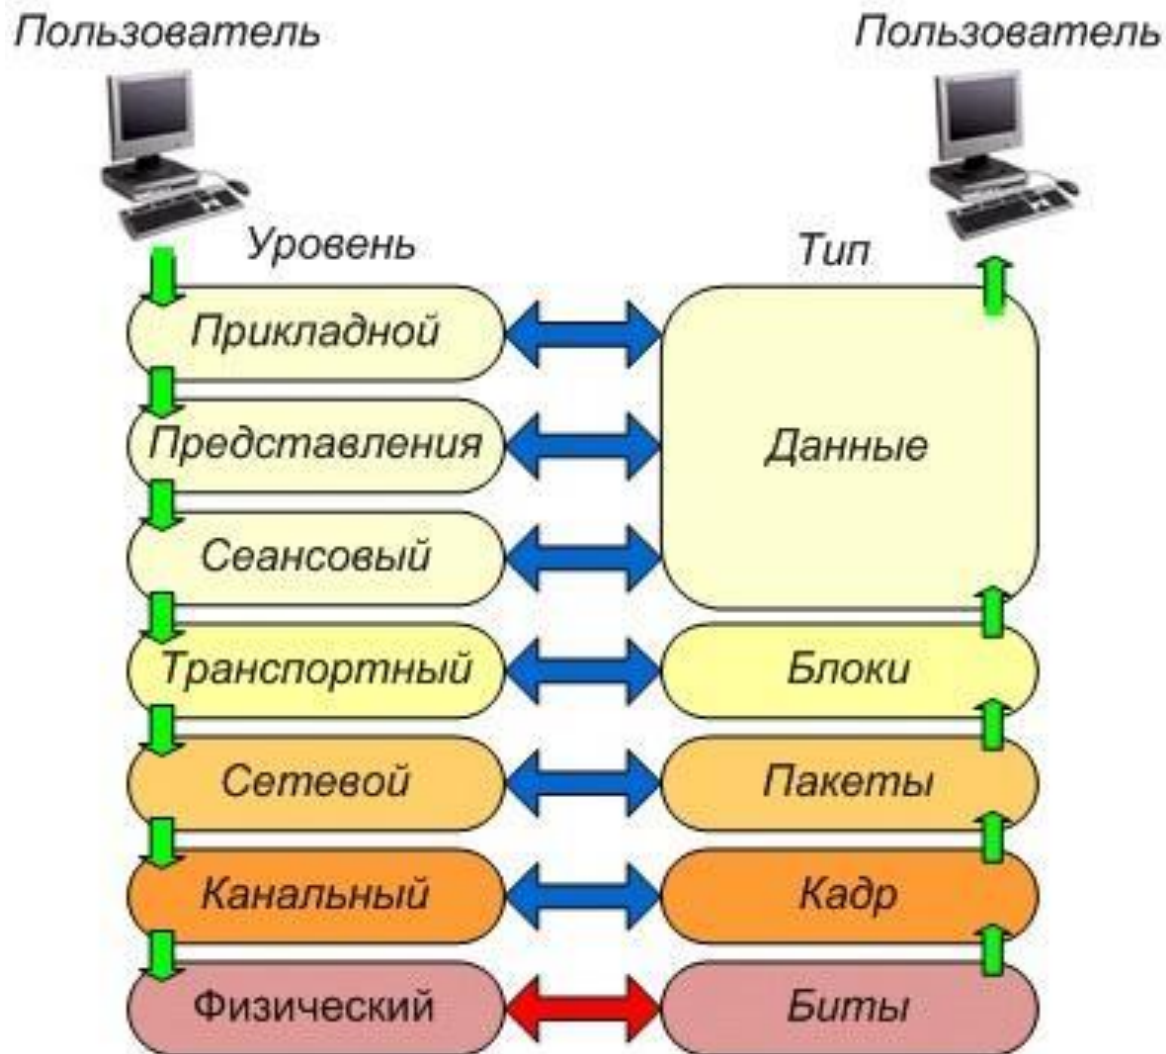 Пользователь Пользователь
Уровень Тип
Прикладной
Представления
Данные
Сеансовый
Транспортный Блоки
Сетевой Пакеты
Канальный Кадр
Физический Биты